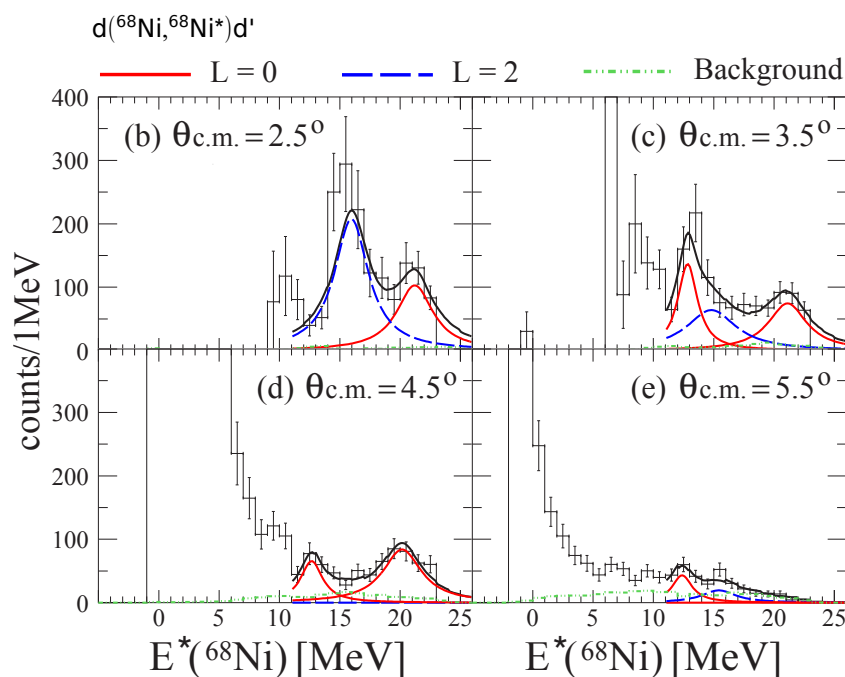 d(⁶⁸Ni,⁶⁸Ni*)d'
L = 0 L = 2 Background
counts/1MeV
400
300
200
100
0
(b) θc.m. = 2.5°
(c) θc.m. = 3.5°
300
200
100
0
(d) θc.m. = 4.5°
(e) θc.m. = 5.5°
0 5 10 15 20 25
0 5 10 15 20 25
E*(⁶⁸Ni) [MeV]
E*(⁶⁸Ni) [MeV]